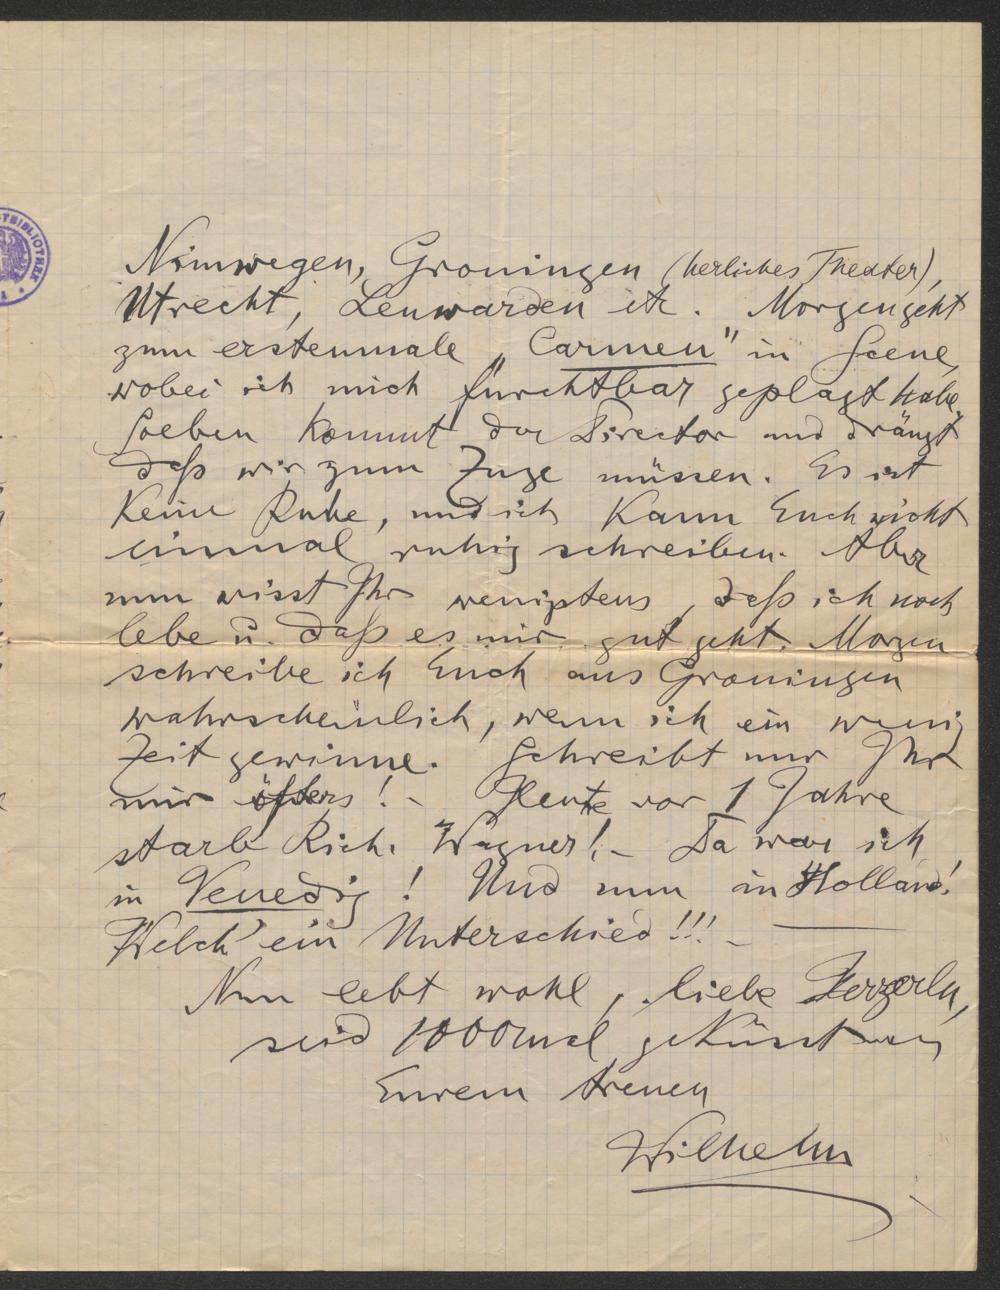 TBIBLIOTHEK
Nimwegen, Groningen (herliches Theater),
Utrecht, Leuwarden etc. Morgen geht
zum erstenmale „Carmen" in Scene,
wobei ich mich furchtbar geplagt habe.
Soeben kommt der Director und drängt
daß wir zum Zuge müssen. Es ist
Keine Ruhe, und ich Kann Euch nicht
einmal ruhig schreiben. Aber
nun wisst Ihr wenigstens, daß ich noch
lebe u. daß es mir gut geht. Morgen
schreibe ich Euch aus Groningen
wahrscheinlich, wenn ich ein wenig
Zeit gewinne. Schreibt nur Ihr
mir öfters! – Heute vor 1 Jahre
starb Rich. Wagner! – Da war ich
in Venedig! Und nun in Holland!
Welch' ein Unterschied!!! –
Nun lebt wohl, liebe Herzerln,
seid 1000mal geküsst von
Eurem treuen
Wilhelm